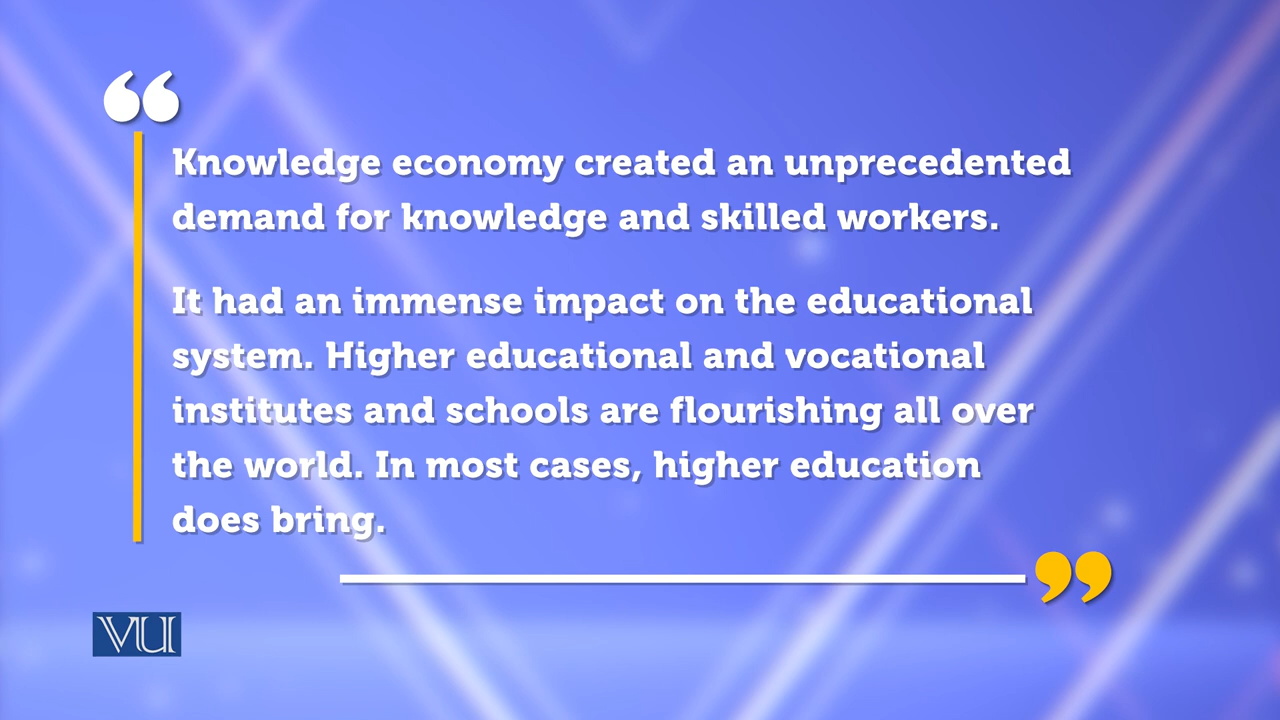 Knowledge economy created an unprecedented
demand for knowledge and skilled workers.
It had an immense impact on the educational
system. Higher educational and vocational
institutes and schools are flourishing all over
the world. In most cases, higher education
does bring.
VU